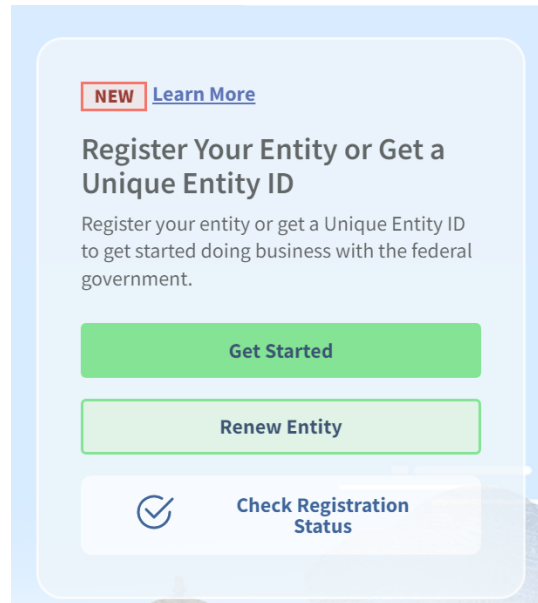 NEW Learn More
Register Your Entity or Get a
Unique Entity ID
Register your entity or get a Unique Entity ID
to get started doing business with the federal
government.
Get Started
Renew Entity
Check Registration
Status